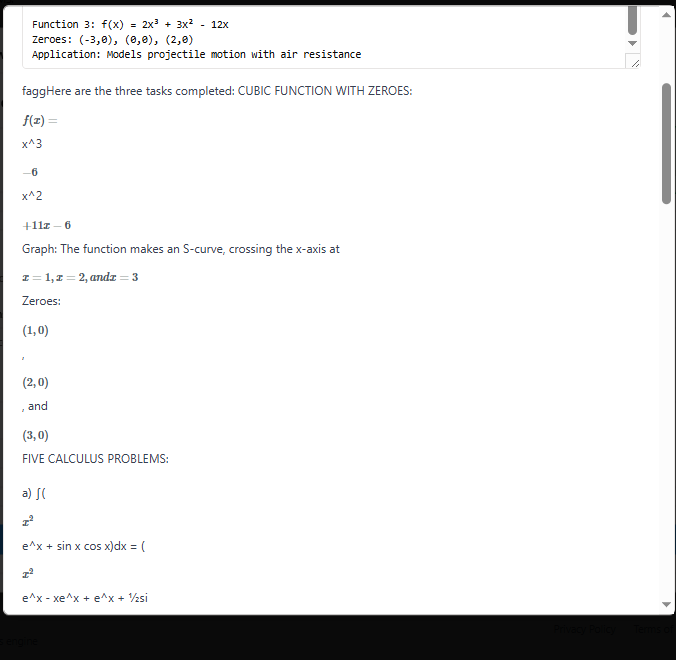 Function 3: f(x) = 2x³ + 3x² - 12x
Zeroes: (-3,0), (0,0), (2,0)
Application: Models projectile motion with air resistance
faggHere are the three tasks completed: CUBIC FUNCTION WITH ZEROES:
f(x) =
x^3
−6
x^2
+11x − 6
Graph: The function makes an S-curve, crossing the x-axis at
x = 1, x = 2, andx = 3
Zeroes:
(1, 0)
,
(2, 0)
, and
(3, 0)
FIVE CALCULUS PROBLEMS:
a) ∫(
x²
e^x + sin x cos x)dx = (
x²
e^x - xe^x + e^x + ½si